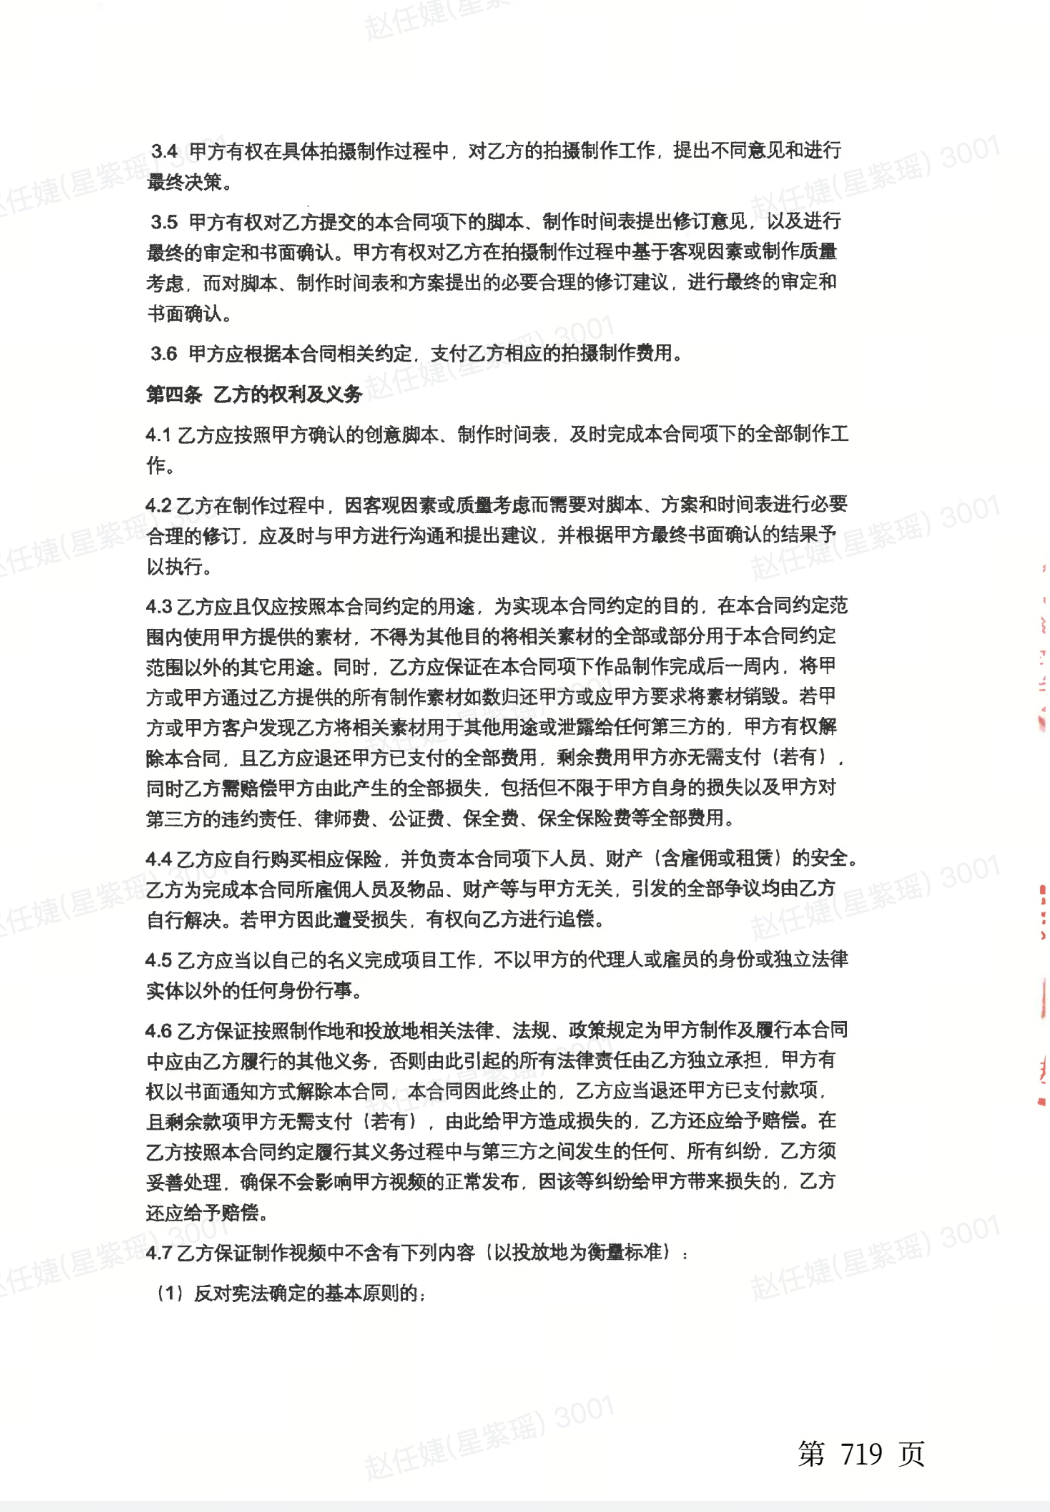 3.4 甲方有权在具体拍摄制作过程中，对乙方的拍摄制作工作，提出不同意见和进行
最终决策。
3.5 甲方有权对乙方提交的本合同项下的脚本、制作时间表提出修订意见，以及进行
最终的审定和书面确认。甲方有权对乙方在拍摄制作过程中基于客观因素或制作质量
考虑，而对脚本、制作时间表和方案提出的必要合理的修订建议，进行最终的审定和
书面确认。
3.6 甲方应根据本合同相关约定，支付乙方相应的拍摄制作费用。
第四条 乙方的权利及义务
4.1 乙方应按照甲方确认的创意脚本、制作时间表，及时完成本合同项下的全部制作工
作。
4.2 乙方在制作过程中，因客观因素或质量考虑而需要对脚本、方案和时间表进行必要
合理的修订，应及时与甲方进行沟通和提出建议，并根据甲方最终书面确认的结果予
以执行。
4.3 乙方应且仅应按照本合同约定的用途，为实现本合同约定的目的，在本合同约定范
围内使用甲方提供的素材，不得为其他目的将相关素材的全部或部分用于本合同约定
范围以外的其它用途。同时，乙方应保证在本合同项下作品制作完成后一周内，将甲
方或甲方通过乙方提供的所有制作素材如数归还甲方或应甲方要求将素材销毁。若甲
方或甲方客户发现乙方将相关素材用于其他用途或泄露给任何第三方的，甲方有权解
除本合同，且乙方应退还甲方已支付的全部费用，剩余费用甲方亦无需支付（若有），
同时乙方需赔偿甲方由此产生的全部损失，包括但不限于甲方自身的损失以及甲方对
第三方的违约责任、律师费、公证费、保全费、保全保险费等全部费用。
4.4 乙方应自行购买相应保险，并负责本合同项下人员、财产（含雇佣或租赁）的安全。
乙方为完成本合同所雇佣人员及物品、财产等与甲方无关，引发的全部争议均由乙方
自行解决。若甲方因此遭受损失，有权向乙方进行追偿。
4.5 乙方应当以自己的名义完成项目工作，不以甲方的代理人或雇员的身份或独立法律
实体以外的任何身份行事。
4.6 乙方保证按照制作地和投放地相关法律、法规、政策规定为甲方制作及履行本合同
中应由乙方履行的其他义务，否则由此引起的所有法律责任由乙方独立承担，甲方有
权以书面通知方式解除本合同，本合同因此终止的，乙方应当退还甲方已支付款项，
且剩余款项甲方无需支付（若有），由此给甲方造成损失的，乙方还应给予赔偿。在
乙方按照本合同约定履行其义务过程中与第三方之间发生的任何、所有纠纷，乙方须
妥善处理，确保不会影响甲方视频的正常发布，因该等纠纷给甲方带来损失的，乙方
还应给予赔偿。
4.7 乙方保证制作视频中不含有下列内容（以投放地为衡量标准）：
（1）反对宪法确定的基本原则的；
赵任婕(星紫瑶) 3001
第 719 页